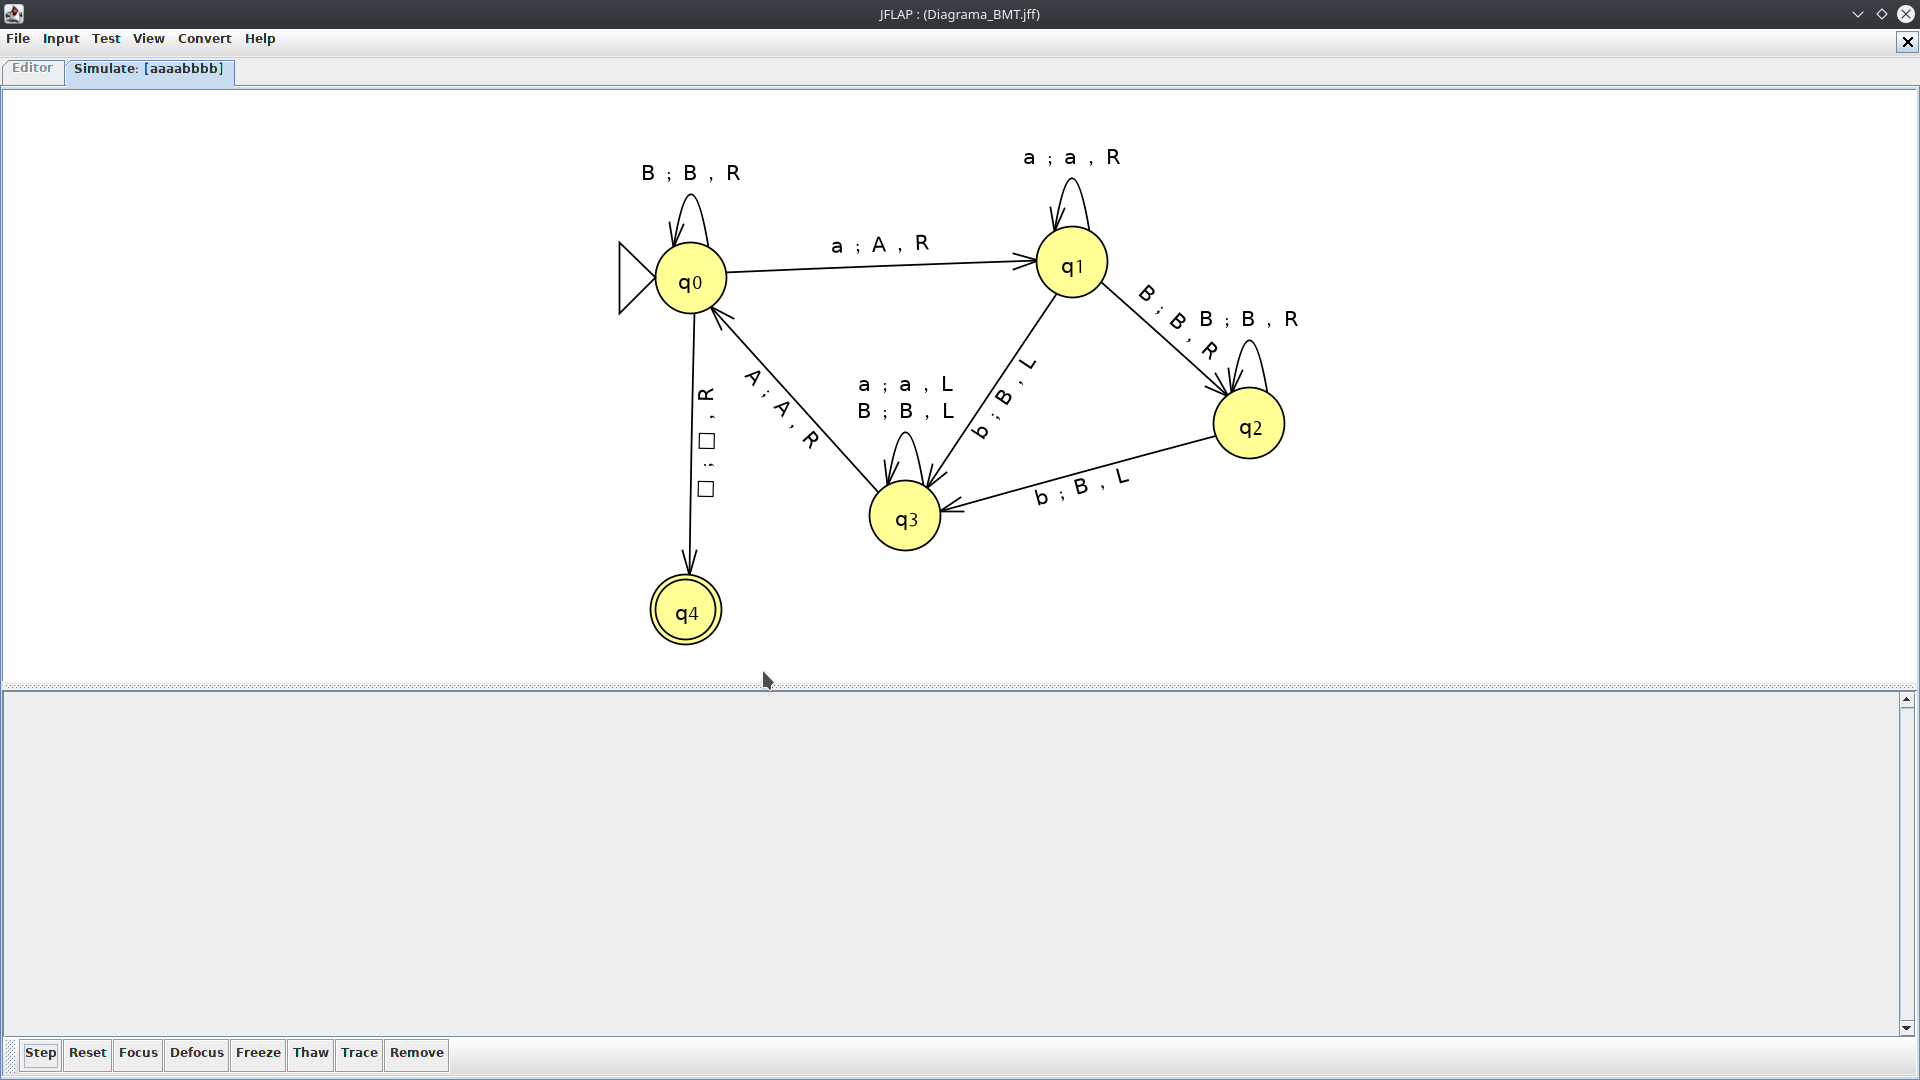 JFLAP : (Diagrama_BMT.jff)
File Input Test View Convert Help
Editor Simulate: [aaaabbbb]
a ; a , R
B ; B , R
a ; A , R
q0
q1
B ; B , R
B ; B , R
A ; A , R
a ; a , L
B ; B , L
b ; B , L
□ ; □ , R
q2
b ; B , L
q3
q4
Step Reset Focus Defocus Freeze Thaw Trace Remove